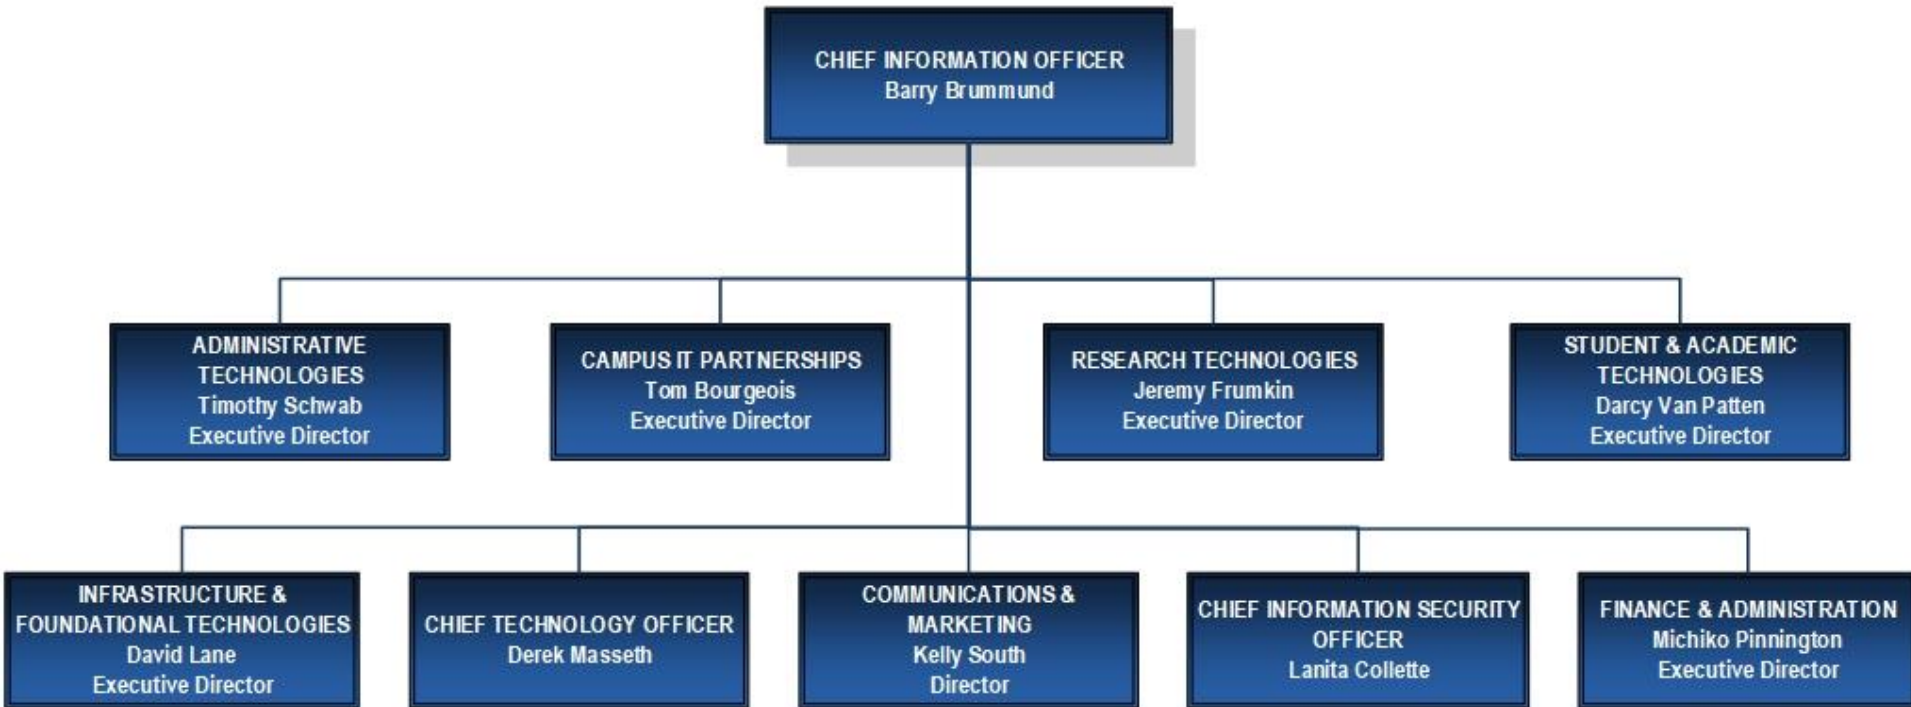 CHIEF INFORMATION OFFICER
Barry Brummund
ADMINISTRATIVE
TECHNOLOGIES
Timothy Schwab
Executive Director
CAMPUS IT PARTNERSHIPS
Tom Bourgeois
Executive Director
RESEARCH TECHNOLOGIES
Jeremy Frumkin
Executive Director
STUDENT & ACADEMIC
TECHNOLOGIES
Darcy Van Patten
Executive Director
INFRASTRUCTURE &
FOUNDATIONAL TECHNOLOGIES
David Lane
Executive Director
CHIEF TECHNOLOGY OFFICER
Derek Masseth
COMMUNICATIONS &
MARKETING
Kelly South
Director
CHIEF INFORMATION SECURITY
OFFICER
Lanita Collette
FINANCE & ADMINISTRATION
Michiko Pinnington
Executive Director